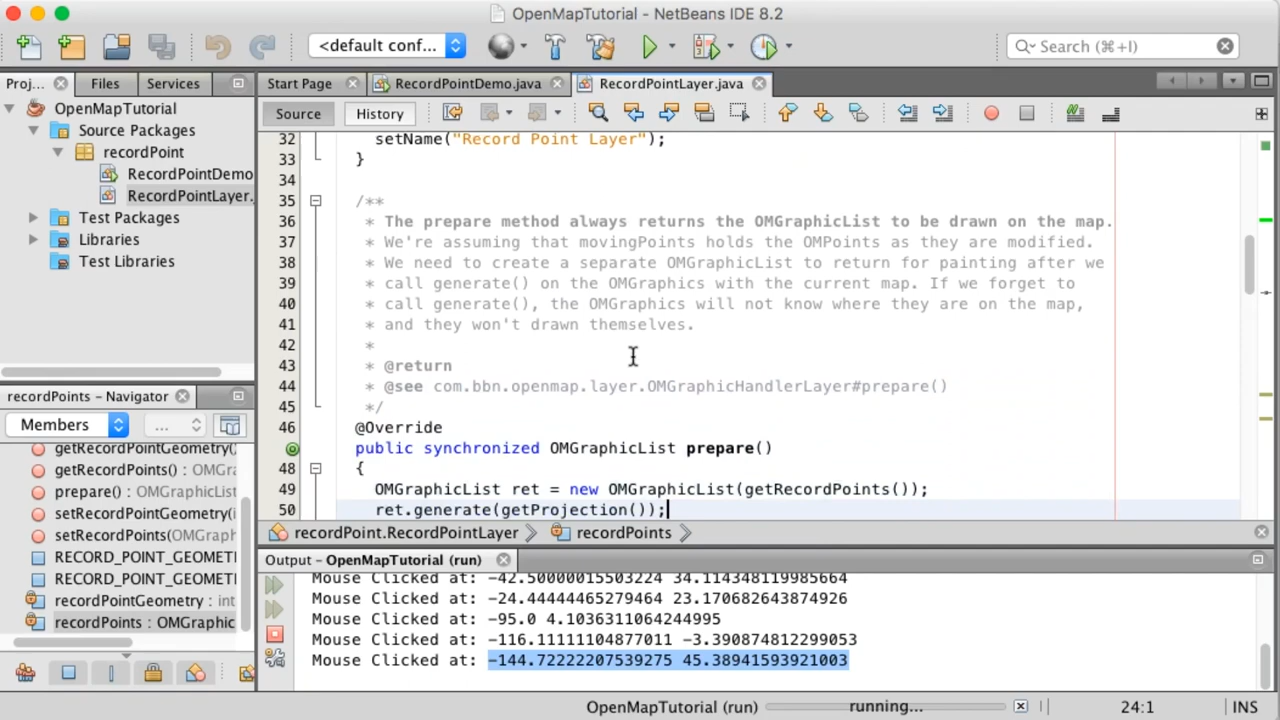 OpenMapTutorial - NetBeans IDE 8.2
<default conf...
Search (⌘+I)
Proj...
Files
Services
Start Page
RecordPointDemo.java
RecordPointLayer.java
Source
History
OpenMapTutorial
Source Packages
recordPoint
RecordPointDemo
RecordPointLayer.
Test Packages
Libraries
Test Libraries
32 setName("Record Point Layer");
33 }
34
35 /**
36 * The prepare method always returns the OMGraphicList to be drawn on the map.
37 * We're assuming that movingPoints holds the OMPoints as they are modified.
38 * We need to create a separate OMGraphicList to return for painting after we
39 * call generate() on the OMGraphics with the current map. If we forget to
40 * call generate(), the OMGraphics will not know where they are on the map,
41 * and they won't drawn themselves.
42 *
43 * @return
44 * @see com.bbn.openmap.layer.OMGraphicHandlerLayer#prepare()
45 */
46 @Override
public synchronized OMGraphicList prepare()
48 {
49 OMGraphicList ret = new OMGraphicList(getRecordPoints());
50 ret.generate(getProjection());
recordPoint.RecordPointLayer
recordPoints
recordPoints - Navigator
Members
...
getRecordPointGeometry()
getRecordPoints() : OMGra
prepare() : OMGraphicList
setRecordPointGeometry(i
setRecordPoints(OMGraph
RECORD_POINT_GEOMETI
RECORD_POINT_GEOMETI
recordPointGeometry : int
recordPoints : OMGraphic
Output - OpenMapTutorial (run)
Mouse Clicked at: -42.50000015503224 34.114348119985664
Mouse Clicked at: -24.44444465279464 23.170682643874926
Mouse Clicked at: -95.0 4.1036311064244995
Mouse Clicked at: -116.11111104877011 -3.390874812299053
Mouse Clicked at: -144.72222207539275 45.38941593921003
OpenMapTutorial (run)
running...
24:1
INS